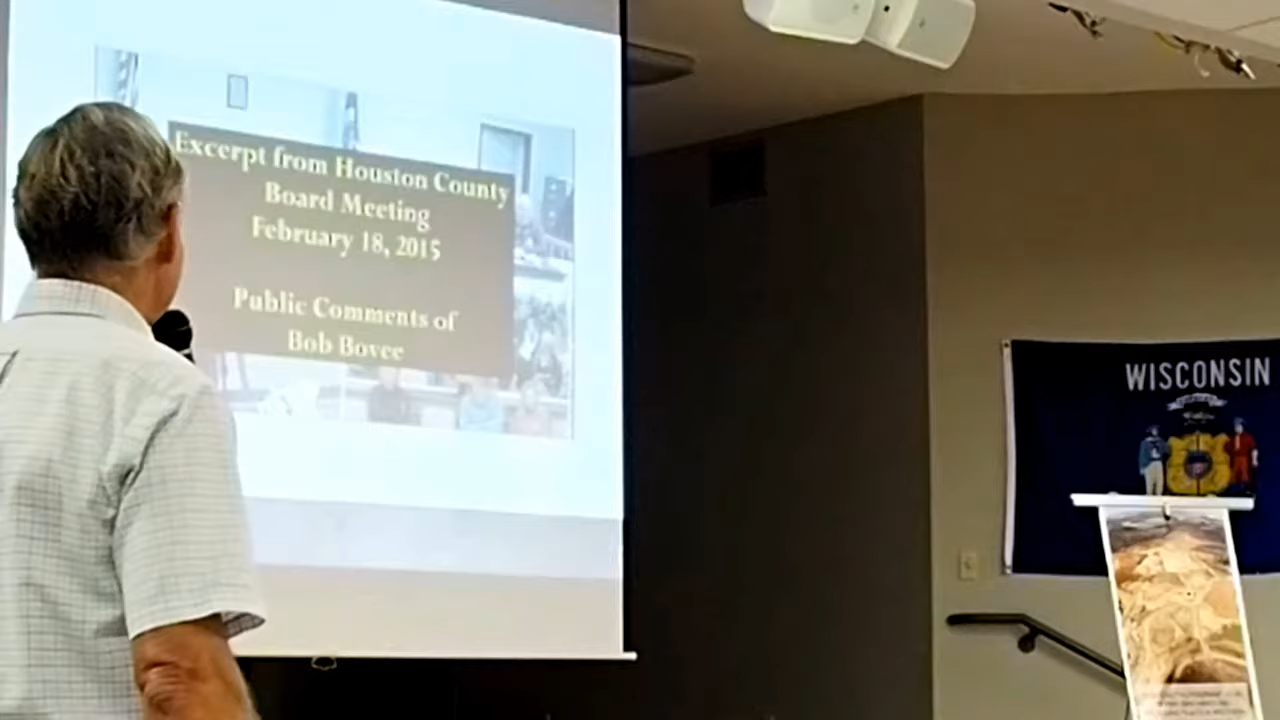 Excerpt from Houston County
Board Meeting
February 18, 2015
Public Comments of
Bob Bovee
WISCONSIN